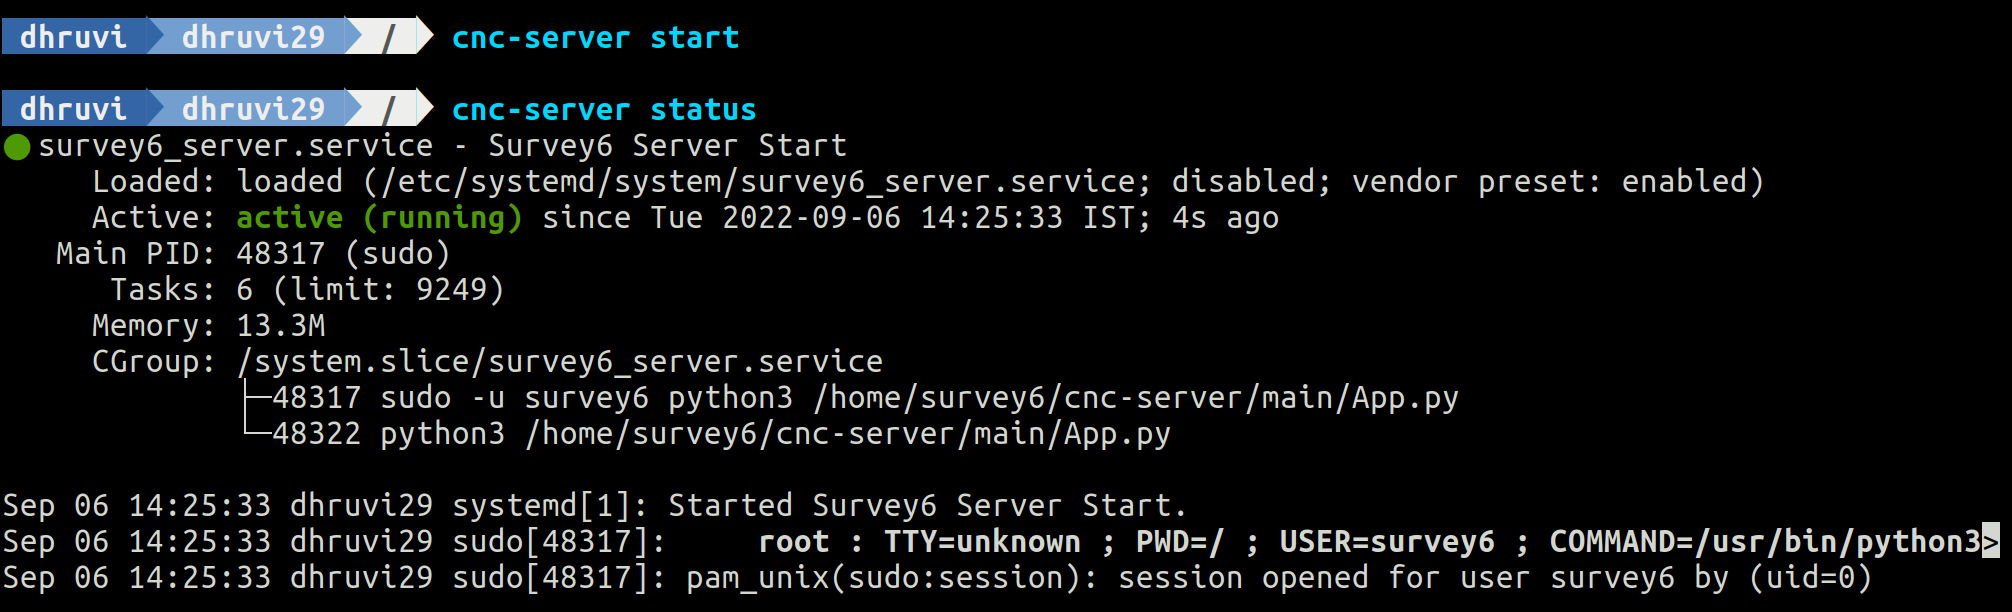 dhruvi dhruvi29 / cnc-server start
dhruvi dhruvi29 / cnc-server status
survey6_server.service - Survey6 Server Start
Loaded: loaded (/etc/systemd/system/survey6_server.service; disabled; vendor preset: enabled)
Active: active (running) since Tue 2022-09-06 14:25:33 IST; 4s ago
Main PID: 48317 (sudo)
Tasks: 6 (limit: 9249)
Memory: 13.3M
CGroup: /system.slice/survey6_server.service
├─48317 sudo -u survey6 python3 /home/survey6/cnc-server/main/App.py
└─48322 python3 /home/survey6/cnc-server/main/App.py
Sep 06 14:25:33 dhruvi29 systemd[1]: Started Survey6 Server Start.
Sep 06 14:25:33 dhruvi29 sudo[48317]:     root : TTY=unknown ; PWD=/ ; USER=survey6 ; COMMAND=/usr/bin/python3>
Sep 06 14:25:33 dhruvi29 sudo[48317]: pam_unix(sudo:session): session opened for user survey6 by (uid=0)